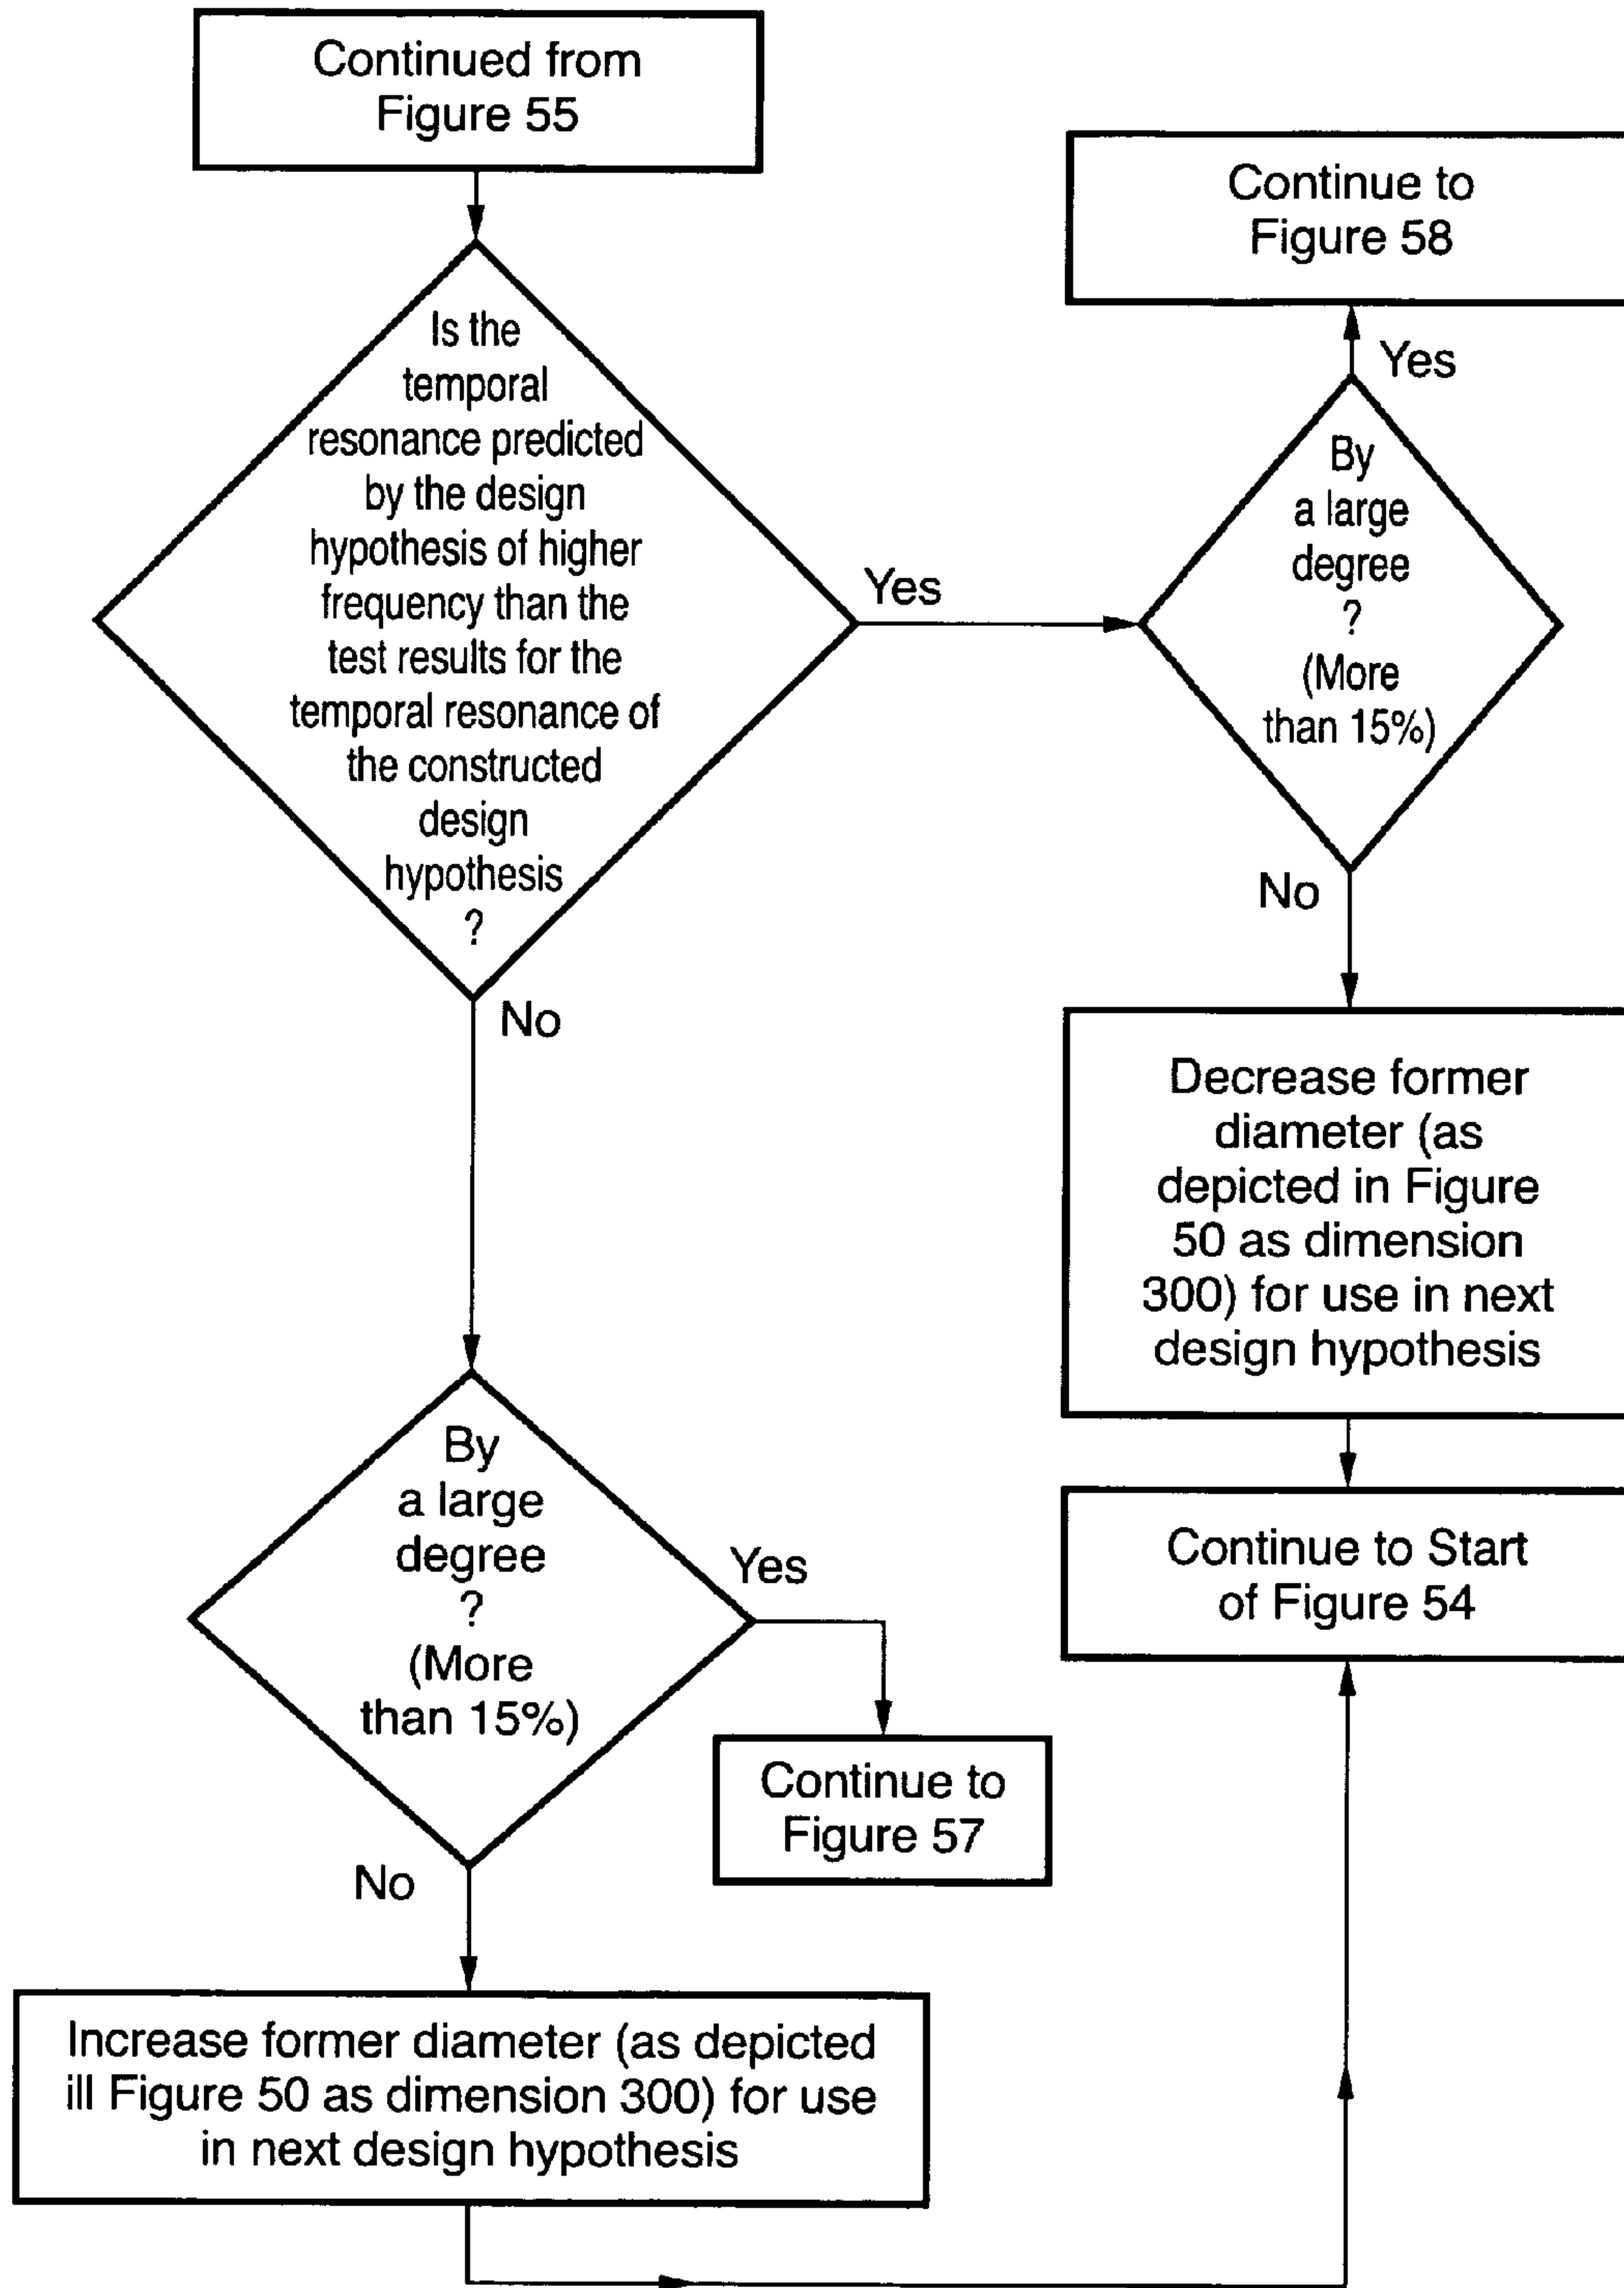 Continued from
Figure 55
Is the
temporal
resonance predicted
by the design
hypothesis of higher
frequency than the
test results for the
temporal resonance of
the constructed
design
hypothesis
?
Yes
No
Continue to
Figure 58
Yes
By
a large
degree
?
(More
than 15%)
No
Decrease former
diameter (as
depicted in Figure
50 as dimension
300) for use in next
design hypothesis
Continue to Start
of Figure 54
By
a large
degree
?
(More
than 15%)
Yes
Continue to
Figure 57
No
Increase former diameter (as depicted
ill Figure 50 as dimension 300) for use
in next design hypothesis